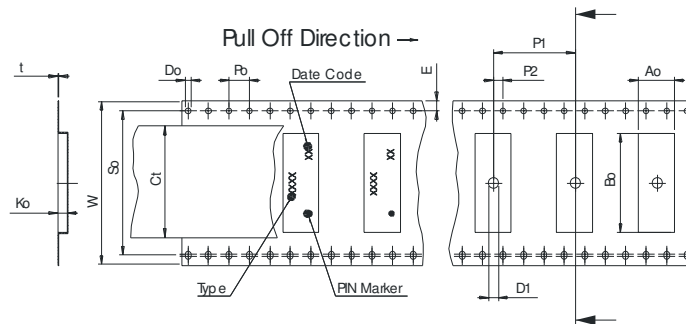 Pull Off Direction
t
Do
Po
Date Code
E
P1
P2
Ao
XX
XXXX
XX
XXXX
Ko
W
So
Ct
Bo
Type
PIN Marker
D1